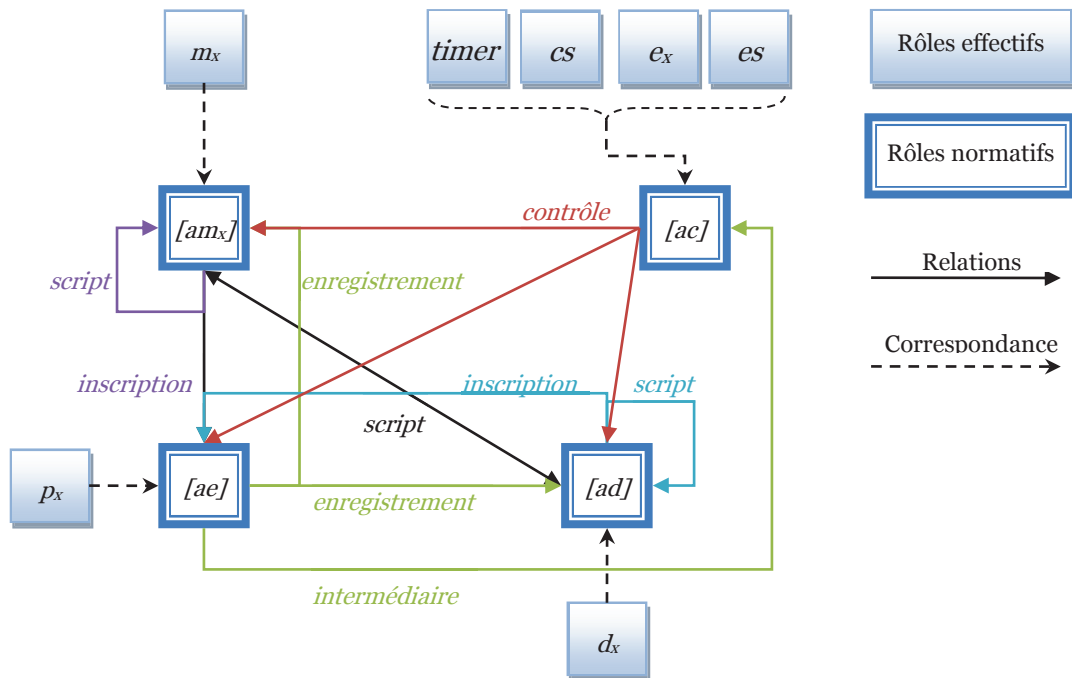 mx
timer
cs
ex
es
Rôles effectifs
Rôles normatifs
[amx]
contrôle
[ac]
script
enregistrement
Relations
Correspondance
inscription
inscription
script
script
px
[ae]
enregistrement
[ad]
intermédiaire
dx